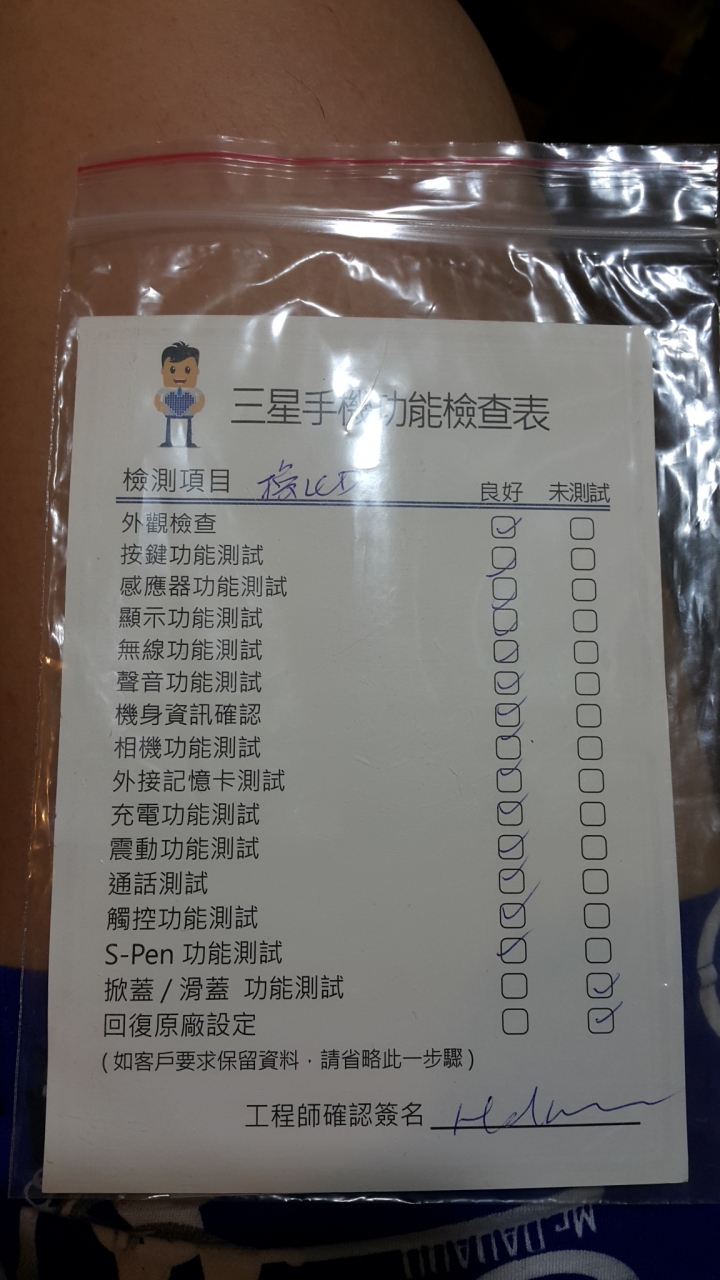 三星手機功能檢查表
檢測項目 換LCD 良好 未測試
外觀檢查
按鍵功能測試
感應器功能測試
顯示功能測試
無線功能測試
聲音功能測試
機身資訊確認
相機功能測試
外接記憶卡測試
充電功能測試
震動功能測試
通話測試
觸控功能測試
S-Pen 功能測試
掀蓋 / 滑蓋 功能測試
回復原廠設定
(如客戶要求保留資料，請省略此一步驟)
工程師確認簽名